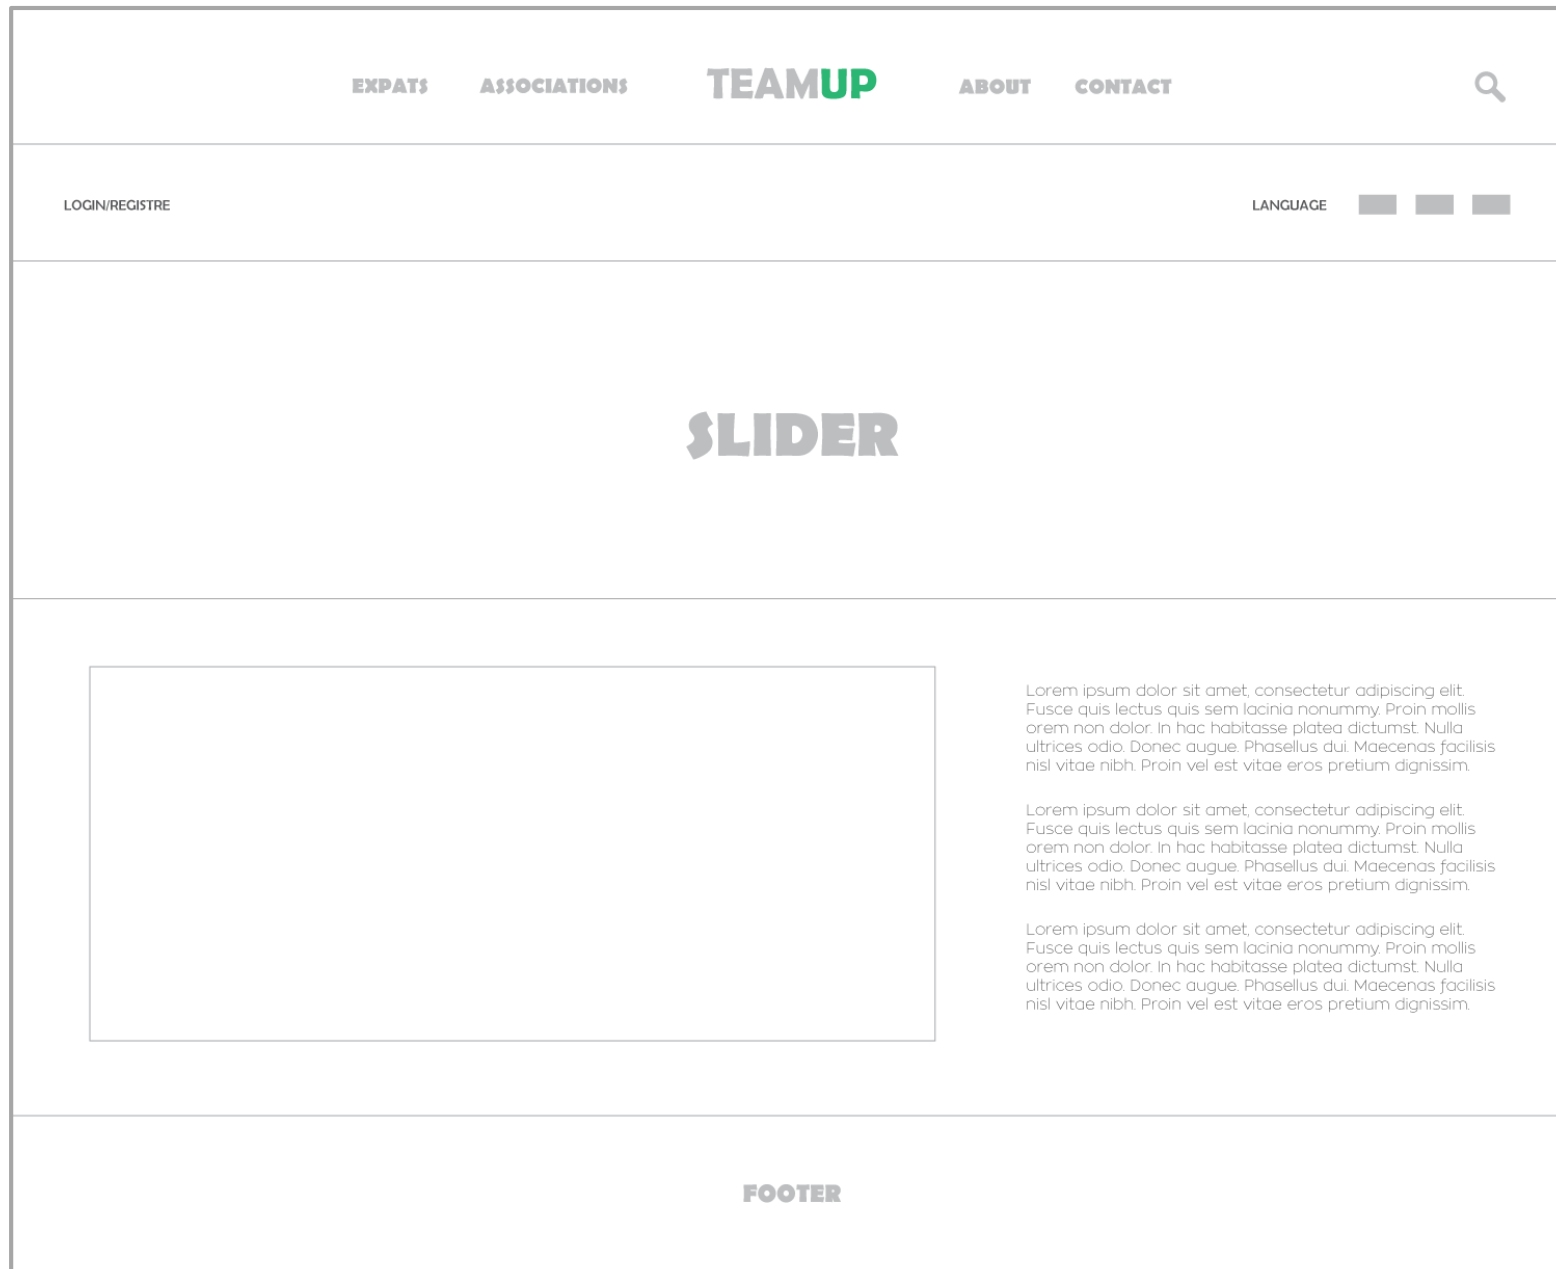 EXPATS ASSOCIATIONS TEAMUP ABOUT CONTACT
LOGIN/REGISTRE LANGUAGE
SLIDER
Lorem ipsum dolor sit amet, consectetur adipiscing elit.
Fusce quis lectus quis sem lacinia nonummy. Proin mollis
orem non dolor. In hac habitasse platea dictumst. Nulla
ultrices odio. Donec augue. Phasellus dui. Maecenas facilisis
nisl vitae nibh. Proin vel est vitae eros pretium dignissim.
Lorem ipsum dolor sit amet, consectetur adipiscing elit.
Fusce quis lectus quis sem lacinia nonummy. Proin mollis
orem non dolor. In hac habitasse platea dictumst. Nulla
ultrices odio. Donec augue. Phasellus dui. Maecenas facilisis
nisl vitae nibh. Proin vel est vitae eros pretium dignissim.
Lorem ipsum dolor sit amet, consectetur adipiscing elit.
Fusce quis lectus quis sem lacinia nonummy. Proin mollis
orem non dolor. In hac habitasse platea dictumst. Nulla
ultrices odio. Donec augue. Phasellus dui. Maecenas facilisis
nisl vitae nibh. Proin vel est vitae eros pretium dignissim.
FOOTER